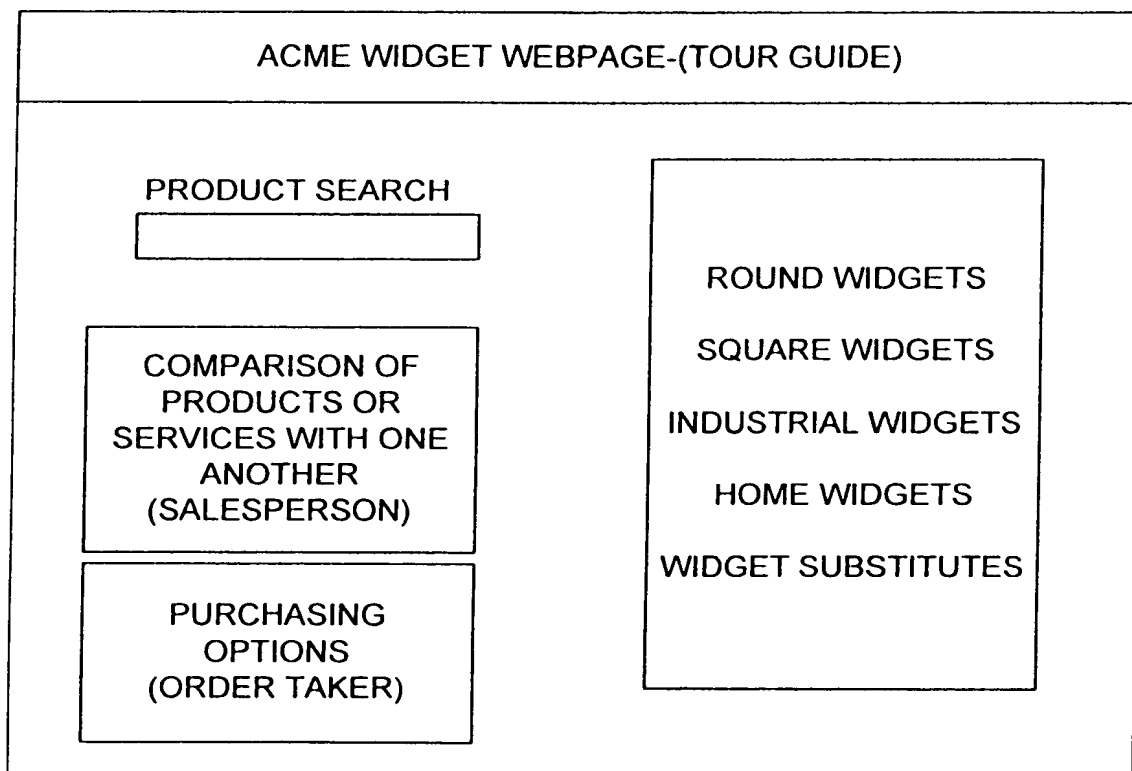 ACME WIDGET WEBPAGE-(TOUR GUIDE)
PRODUCT SEARCH
COMPARISON OF
PRODUCTS OR
SERVICES WITH ONE
ANOTHER
(SALESPERSON)
PURCHASING
OPTIONS
(ORDER TAKER)
ROUND WIDGETS
SQUARE WIDGETS
INDUSTRIAL WIDGETS
HOME WIDGETS
WIDGET SUBSTITUTES